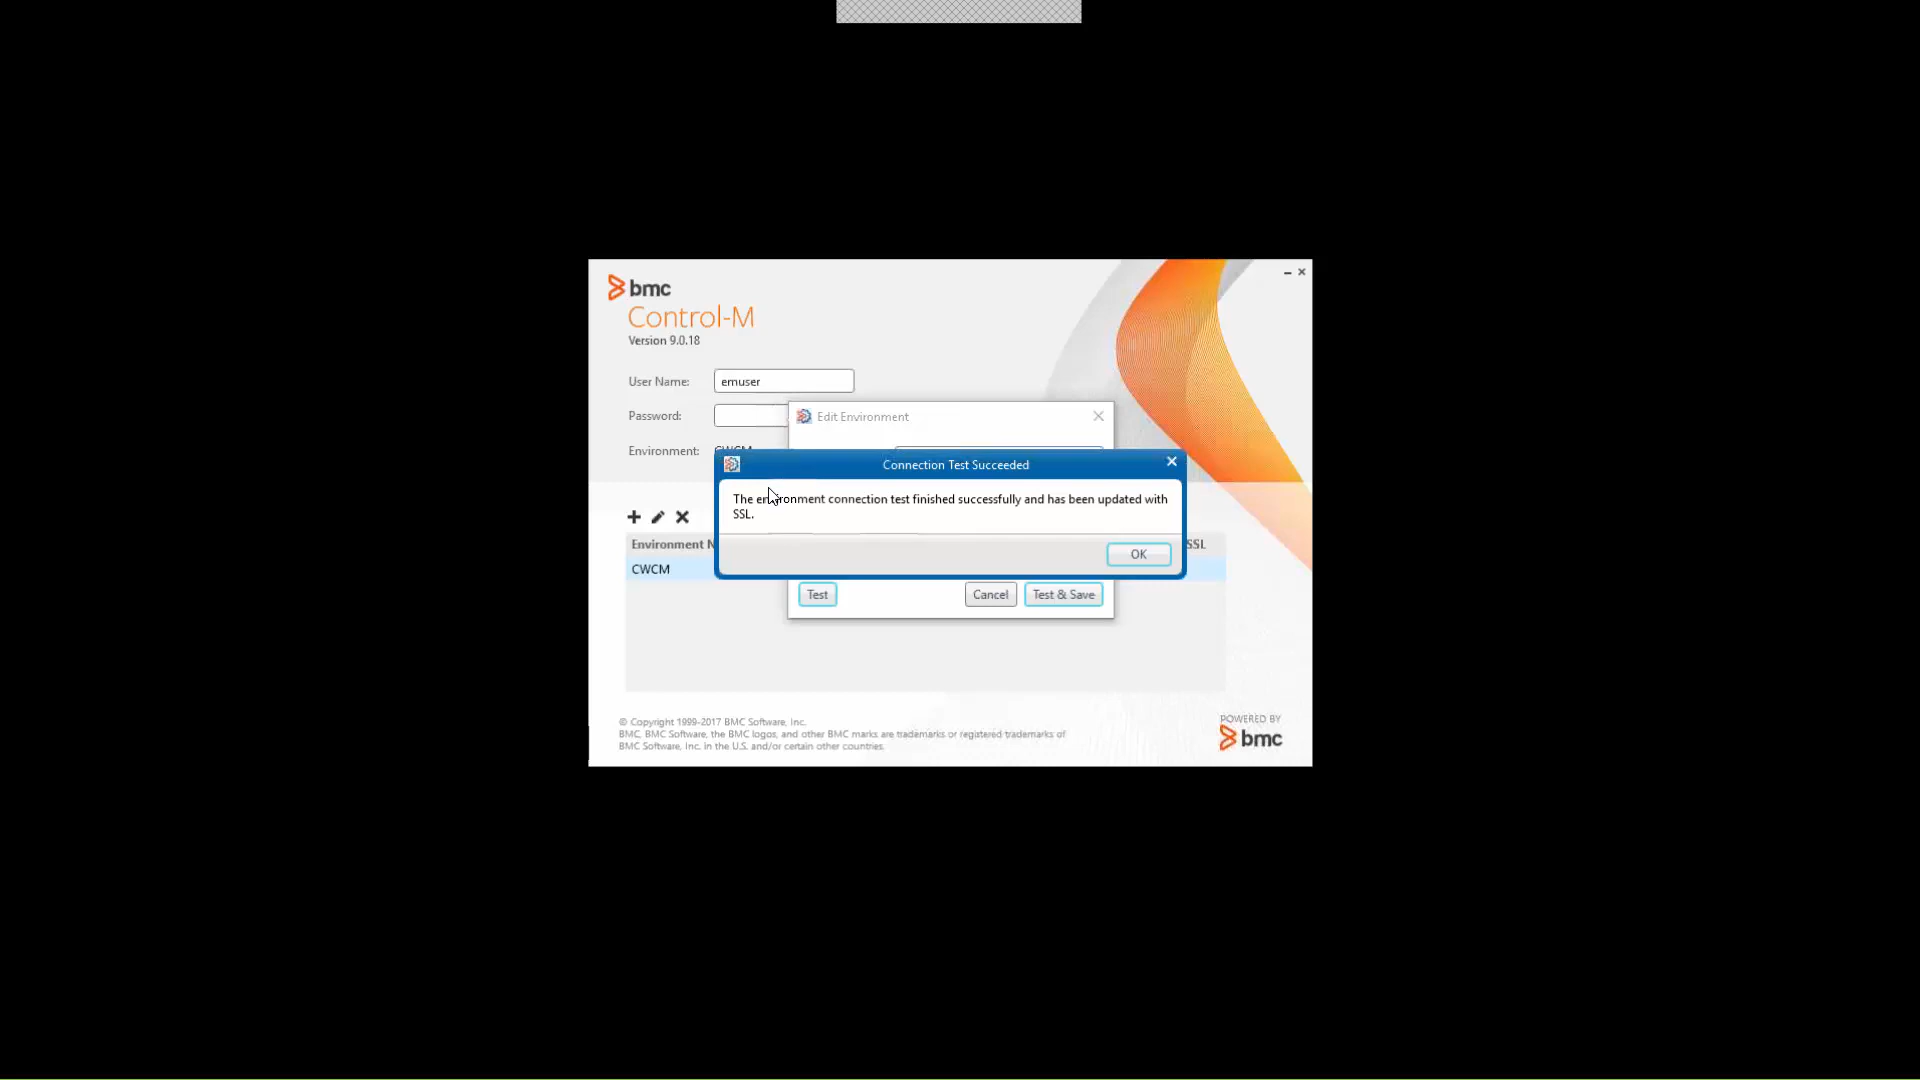 bmc
Control-M
Version 9.0.18
User Name: emuser
Password:
Edit Environment
Environment:
Connection Test Succeeded
The environment connection test finished successfully and has been updated with
SSL.
OK
Environment N
SSL
CWCM
Test Cancel Test & Save
© Copyright 1999-2017 BMC Software, Inc.
BMC, BMC Software, the BMC logos, and other BMC marks are trademarks or registered trademarks of
BMC Software, Inc. in the U.S. and/or certain other countries.
POWERED BY
bmc